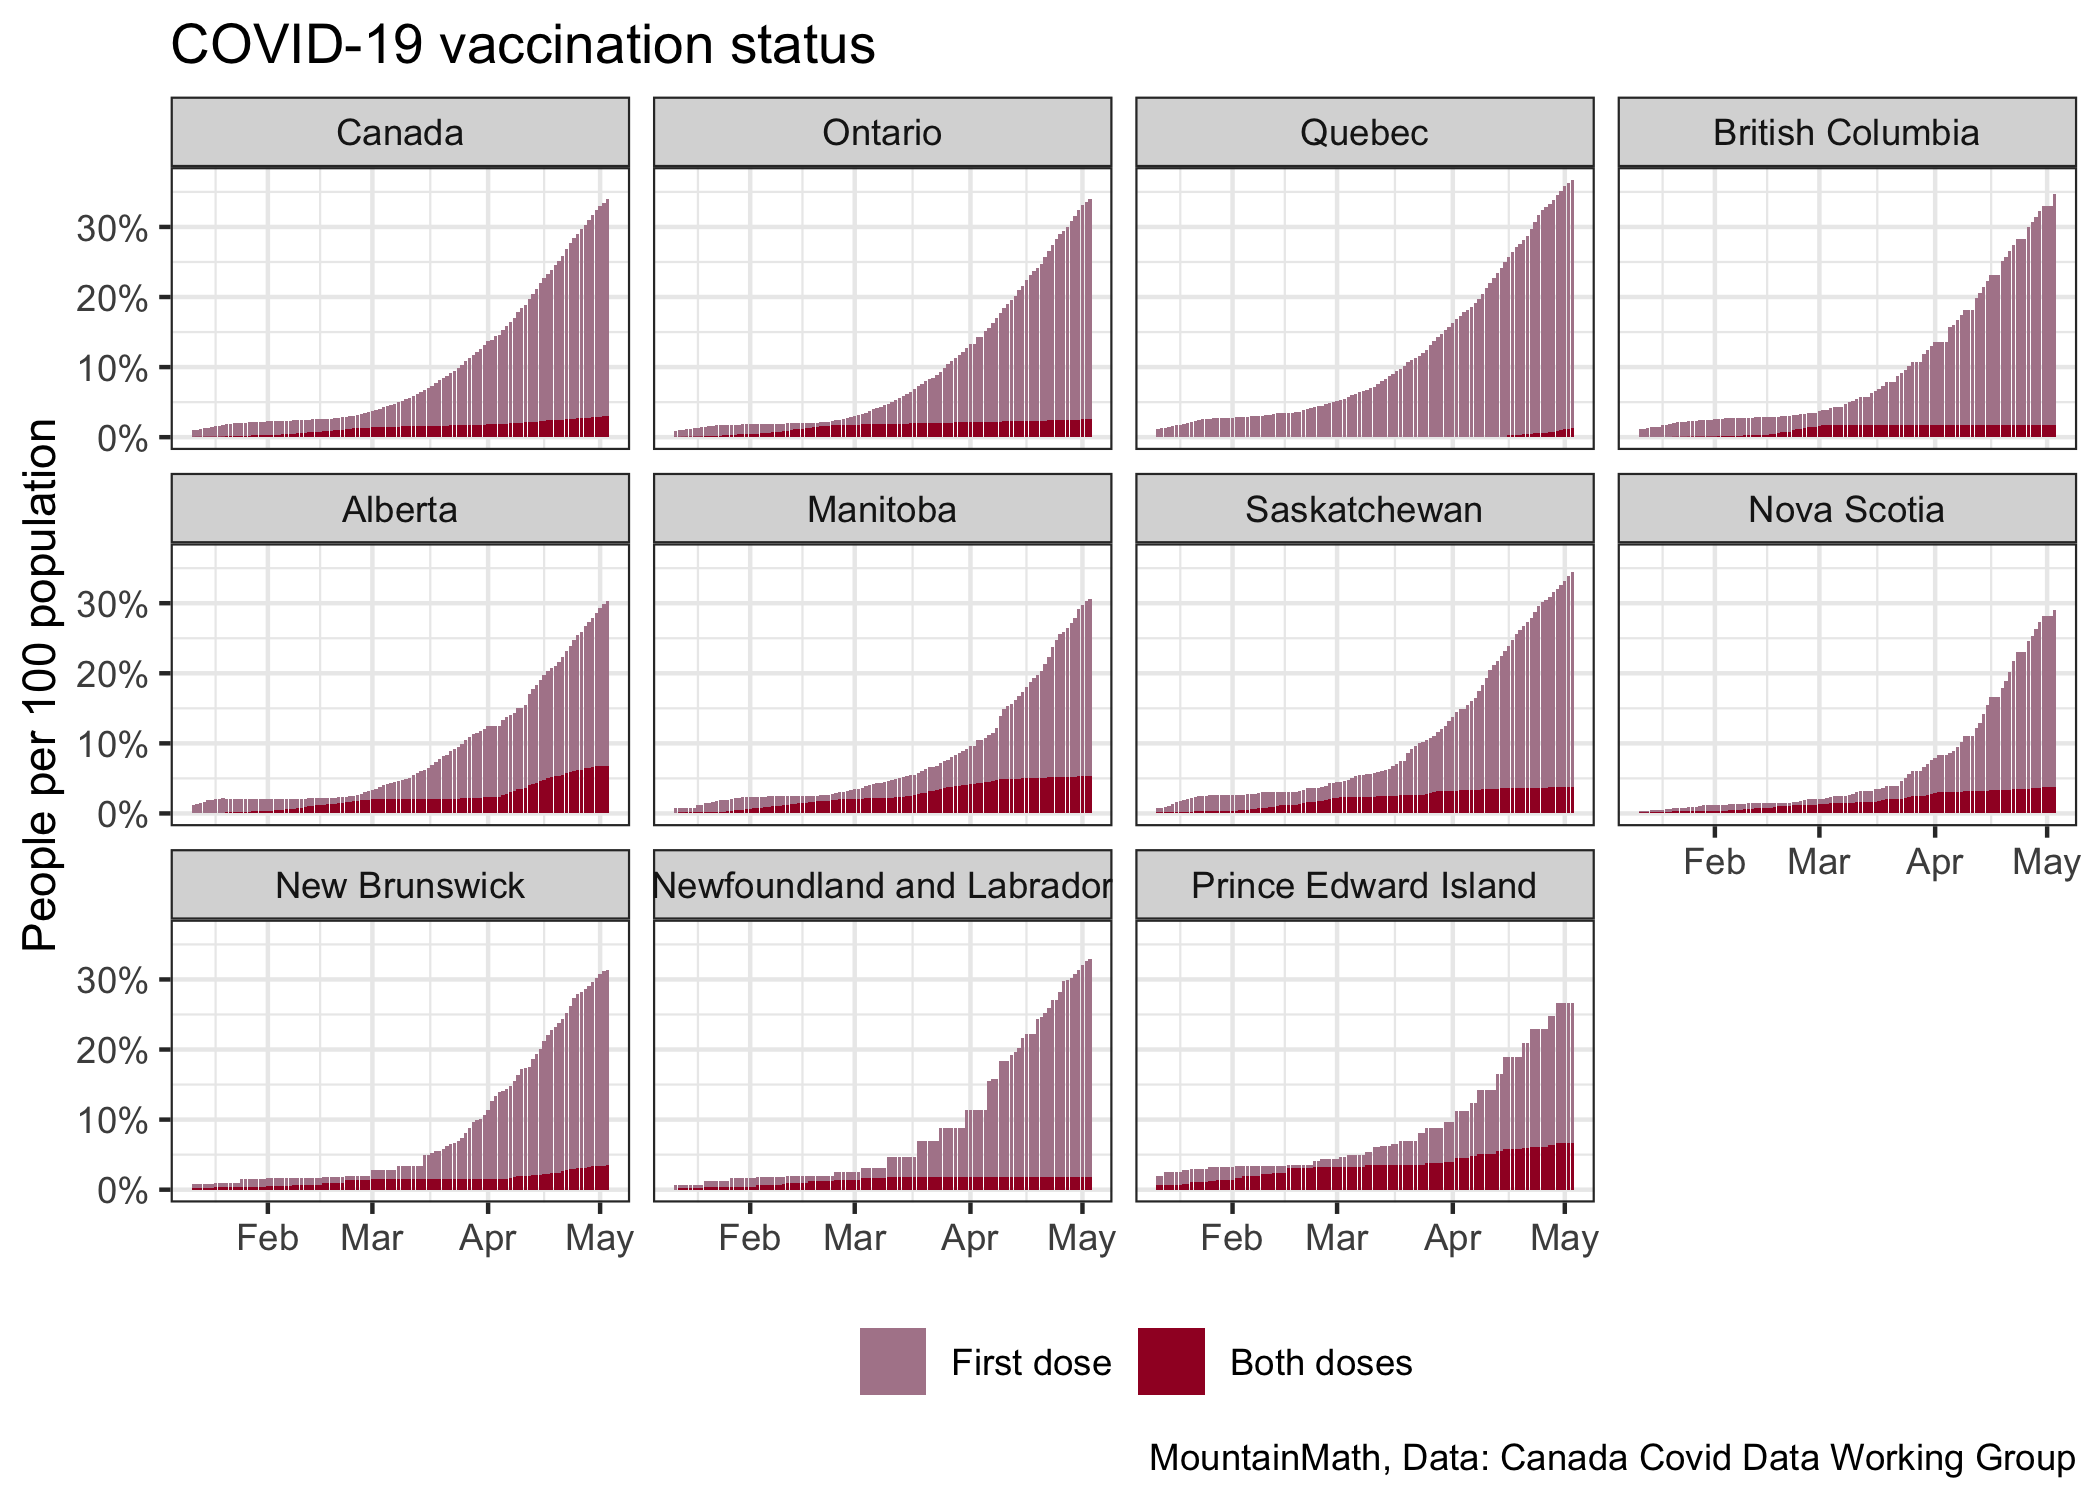 COVID-19 vaccination status
Canada
Ontario
Quebec
British Columbia
30%
20%
10%
0%
Alberta
Manitoba
Saskatchewan
Nova Scotia
30%
20%
10%
0%
Feb Mar Apr May
New Brunswick
Newfoundland and Labrador
Prince Edward Island
30%
20%
10%
0%
Feb Mar Apr May
Feb Mar Apr May
Feb Mar Apr May
People per 100 population
First dose
Both doses
MountainMath, Data: Canada Covid Data Working Group